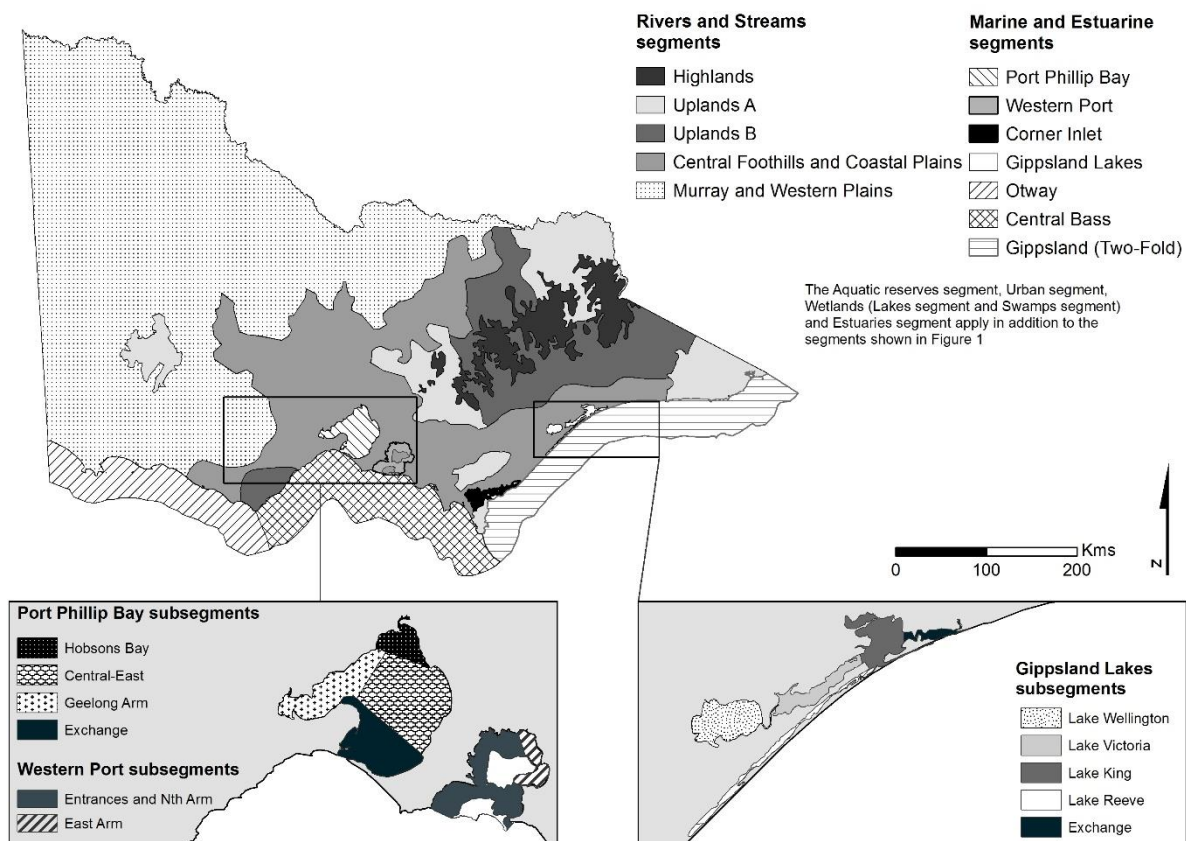 Rivers and Streams
segments
Highlands
Uplands A
Uplands B
Central Foothills and Coastal Plains
Murray and Western Plains
Marine and Estuarine
segments
Port Phillip Bay
Western Port
Corner Inlet
Gippsland Lakes
Otway
Central Bass
Gippsland (Two-Fold)
The Aquatic reserves segment, Urban segment,
Wetlands (Lakes segment and Swamps segment)
and Estuaries segment apply in addition to the
segments shown in Figure 1
Kms
0 100 200
N
Port Phillip Bay subsegments
Hobsons Bay
Central-East
Geelong Arm
Exchange
Western Port subsegments
Entrances and Nth Arm
East Arm
Gippsland Lakes
subsegments
Lake Wellington
Lake Victoria
Lake King
Lake Reeve
Exchange